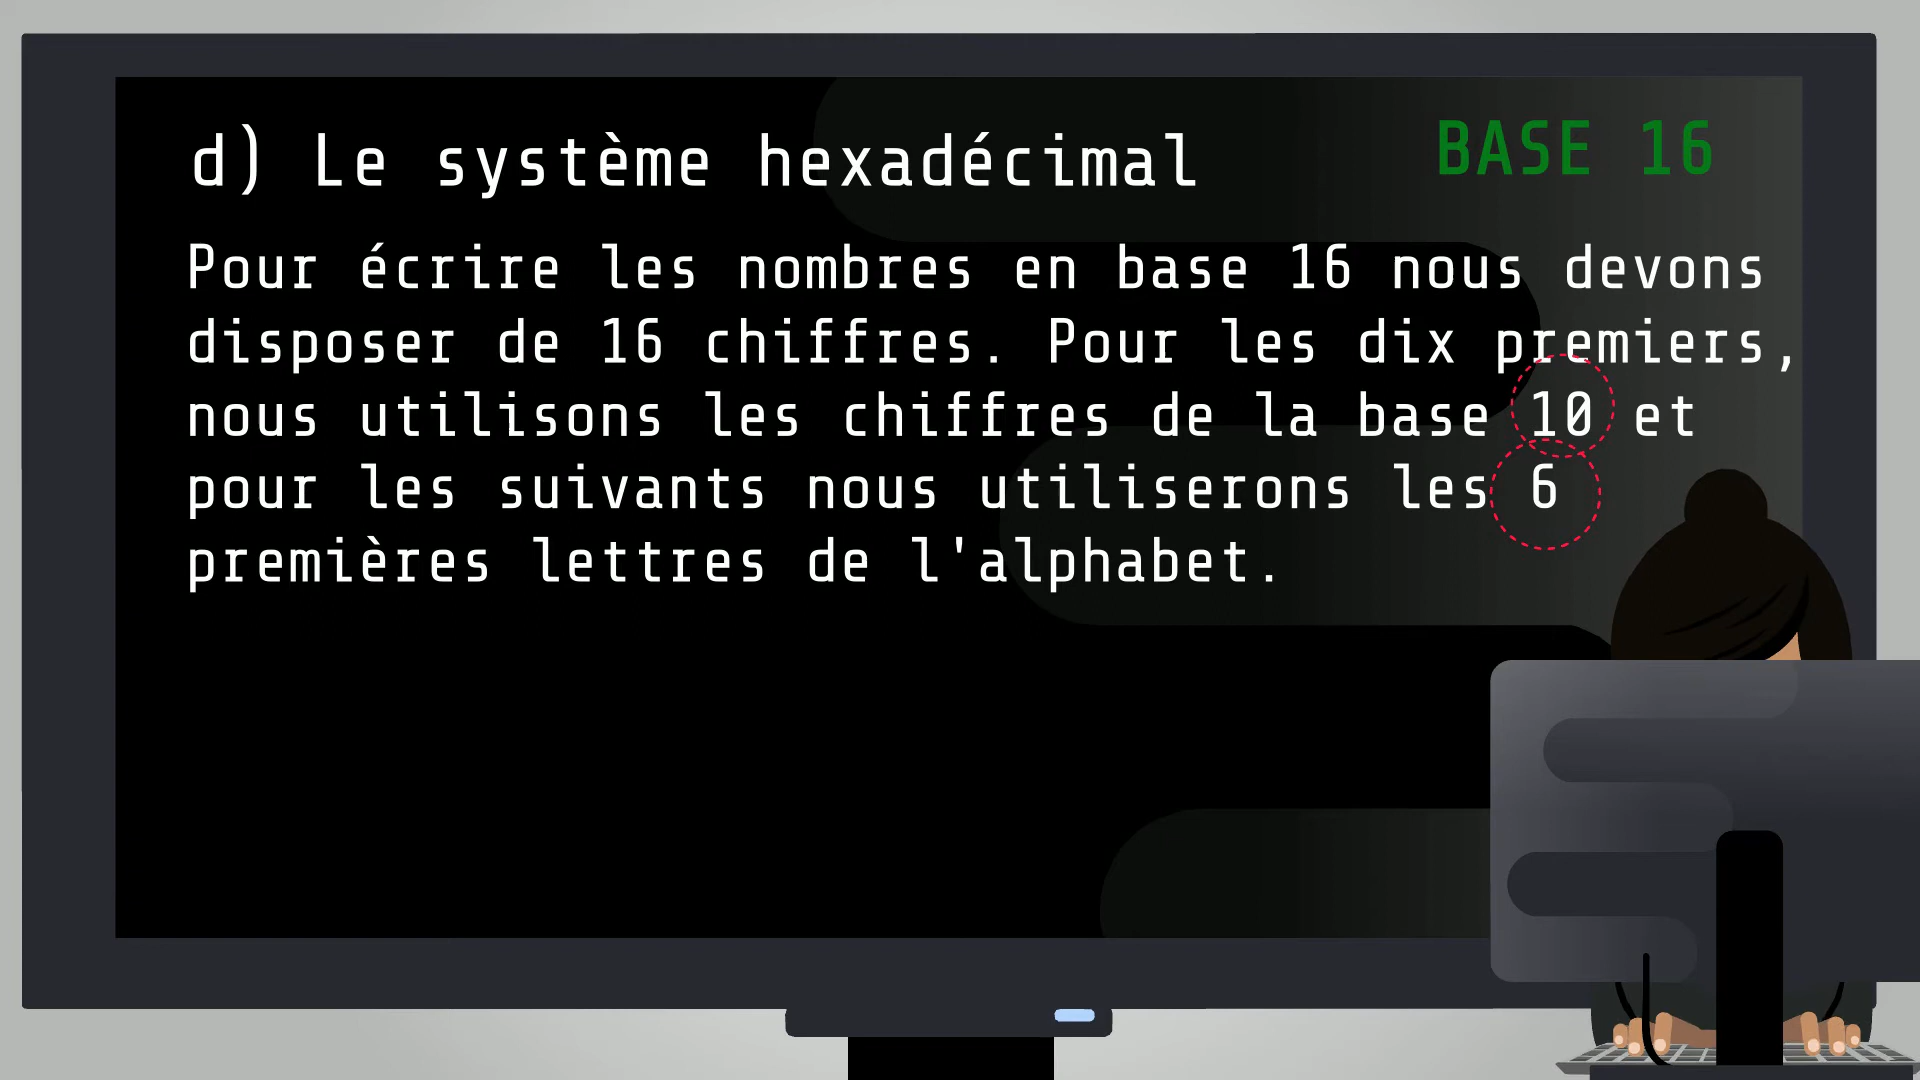 d) Le système hexadécimal
BASE 16
Pour écrire les nombres en base 16 nous devons
disposer de 16 chiffres. Pour les dix premiers,
nous utilisons les chiffres de la base 10 et
pour les suivants nous utiliserons les 6
premières lettres de l'alphabet.